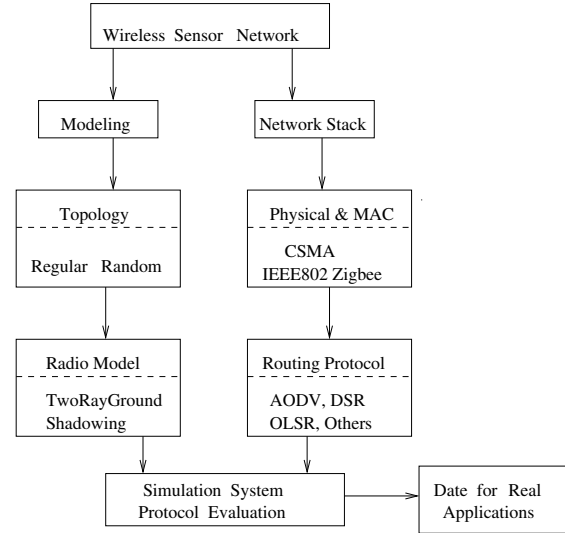 Wireless Sensor Network
Modeling
Network Stack
Topology
Regular Random
Physical & MAC
CSMA
IEEE802 Zigbee
Radio Model
TwoRayGround
Shadowing
Routing Protocol
AODV, DSR
OLSR, Others
Simulation System
Protocol Evaluation
Date for Real
Applications